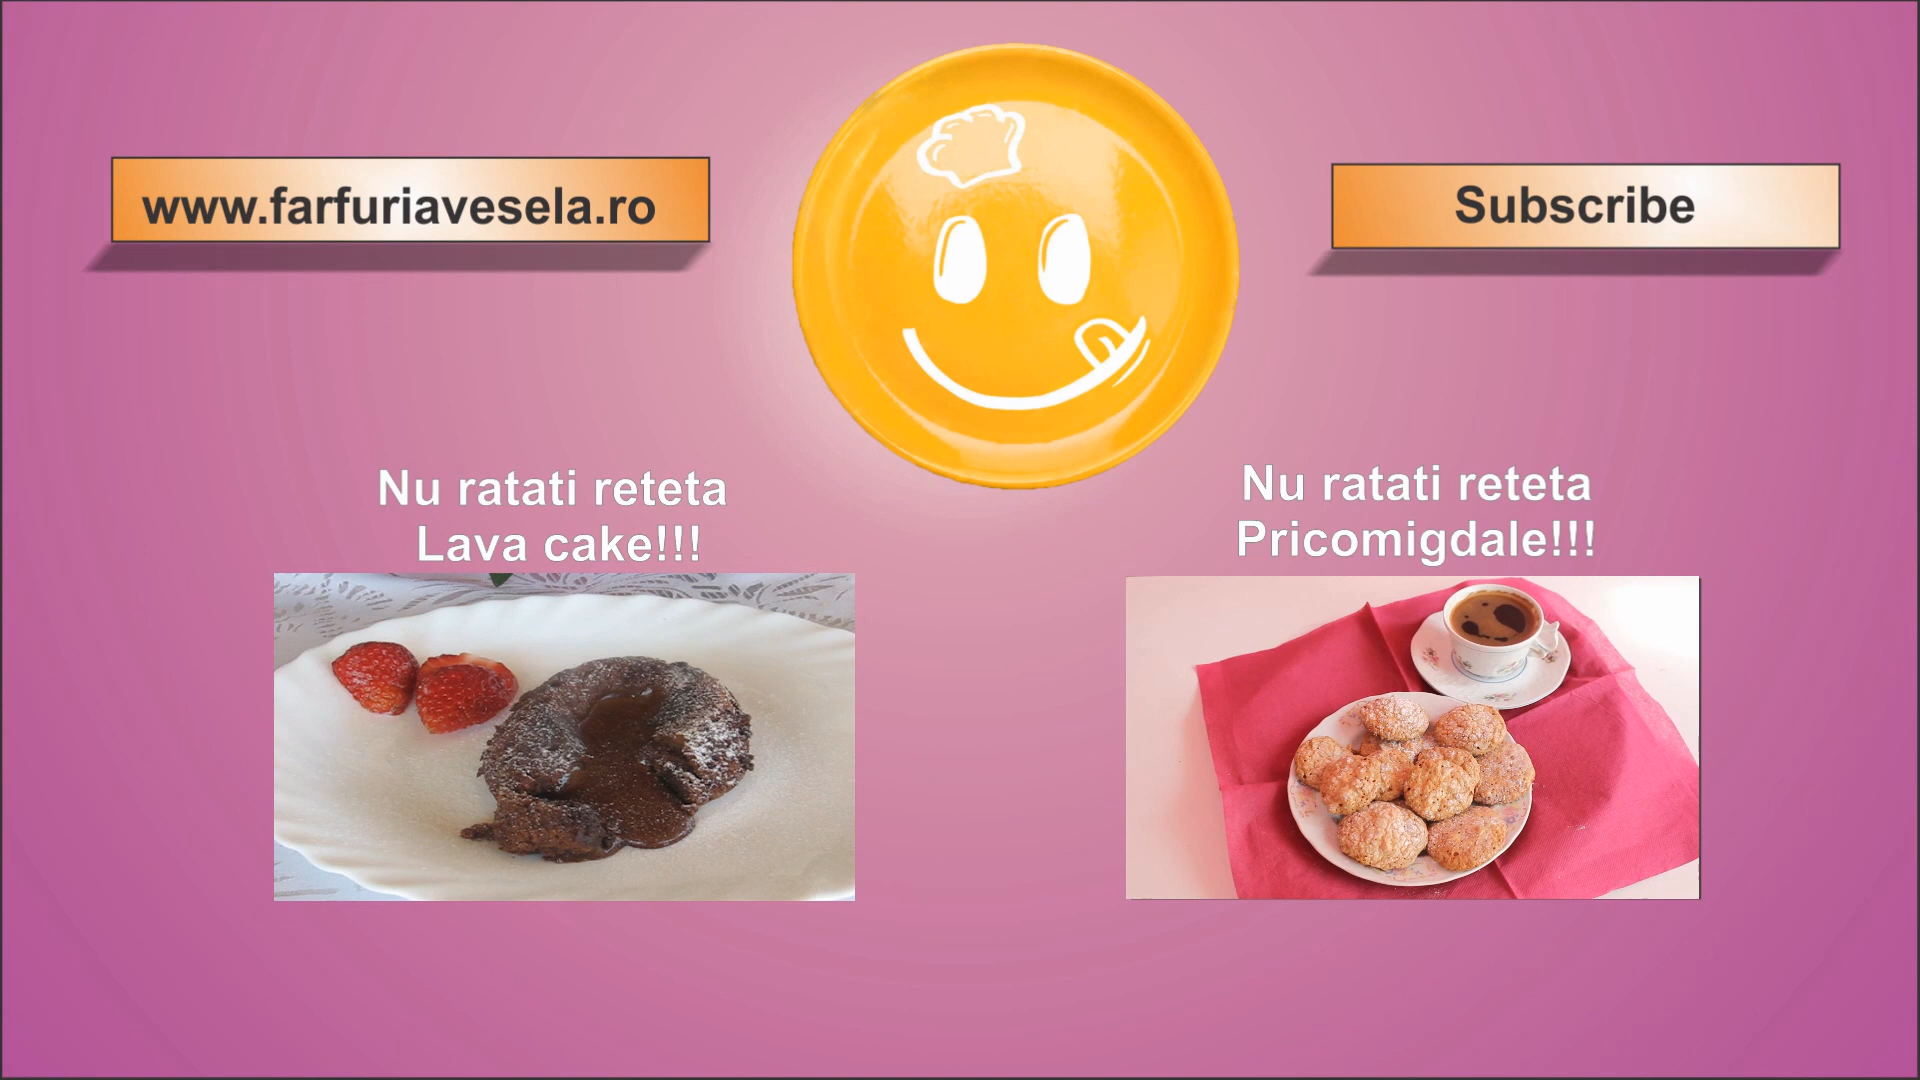 www.farfuriavesela.ro
Subscribe
Nu ratati reteta
Lava cake!!!
Nu ratati reteta
Pricomigdale!!!